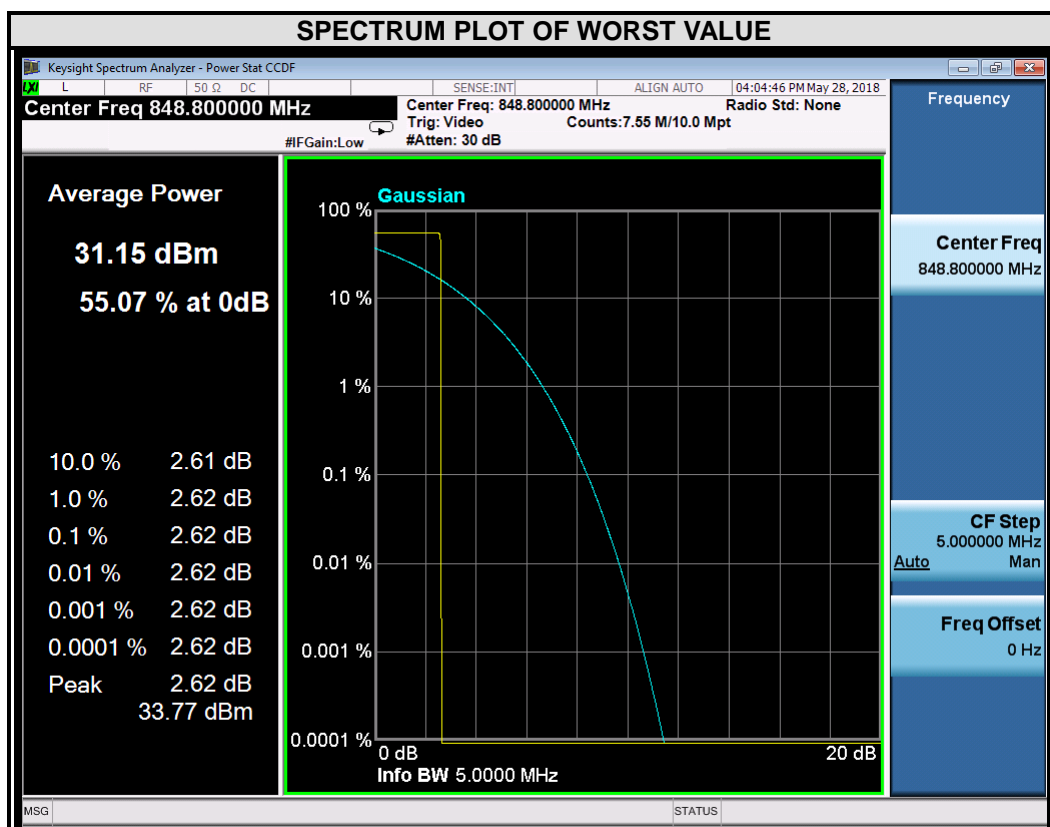 SPECTRUM PLOT OF WORST VALUE
Keysight Spectrum Analyzer - Power Stat CCDF
LXI L RF 50 Ω DC SENSE:INT ALIGN AUTO 04:04:46 PM May 28, 2018
Center Freq 848.800000 MHz
Center Freq: 848.800000 MHz Radio Std: None
Trig: Video Counts:7.55 M/10.0 Mpt
#IFGain:Low #Atten: 30 dB
Average Power
31.15 dBm
55.07 % at 0dB
10.0 % 2.61 dB
1.0 % 2.62 dB
0.1 % 2.62 dB
0.01 % 2.62 dB
0.001 % 2.62 dB
0.0001 % 2.62 dB
Peak 2.62 dB
33.77 dBm
Gaussian
100 %
10 %
1 %
0.1 %
0.01 %
0.001 %
0.0001 %
0 dB 20 dB
Info BW 5.0000 MHz
Frequency
Center Freq
848.800000 MHz
CF Step
5.000000 MHz
Auto Man
Freq Offset
0 Hz
MSG STATUS